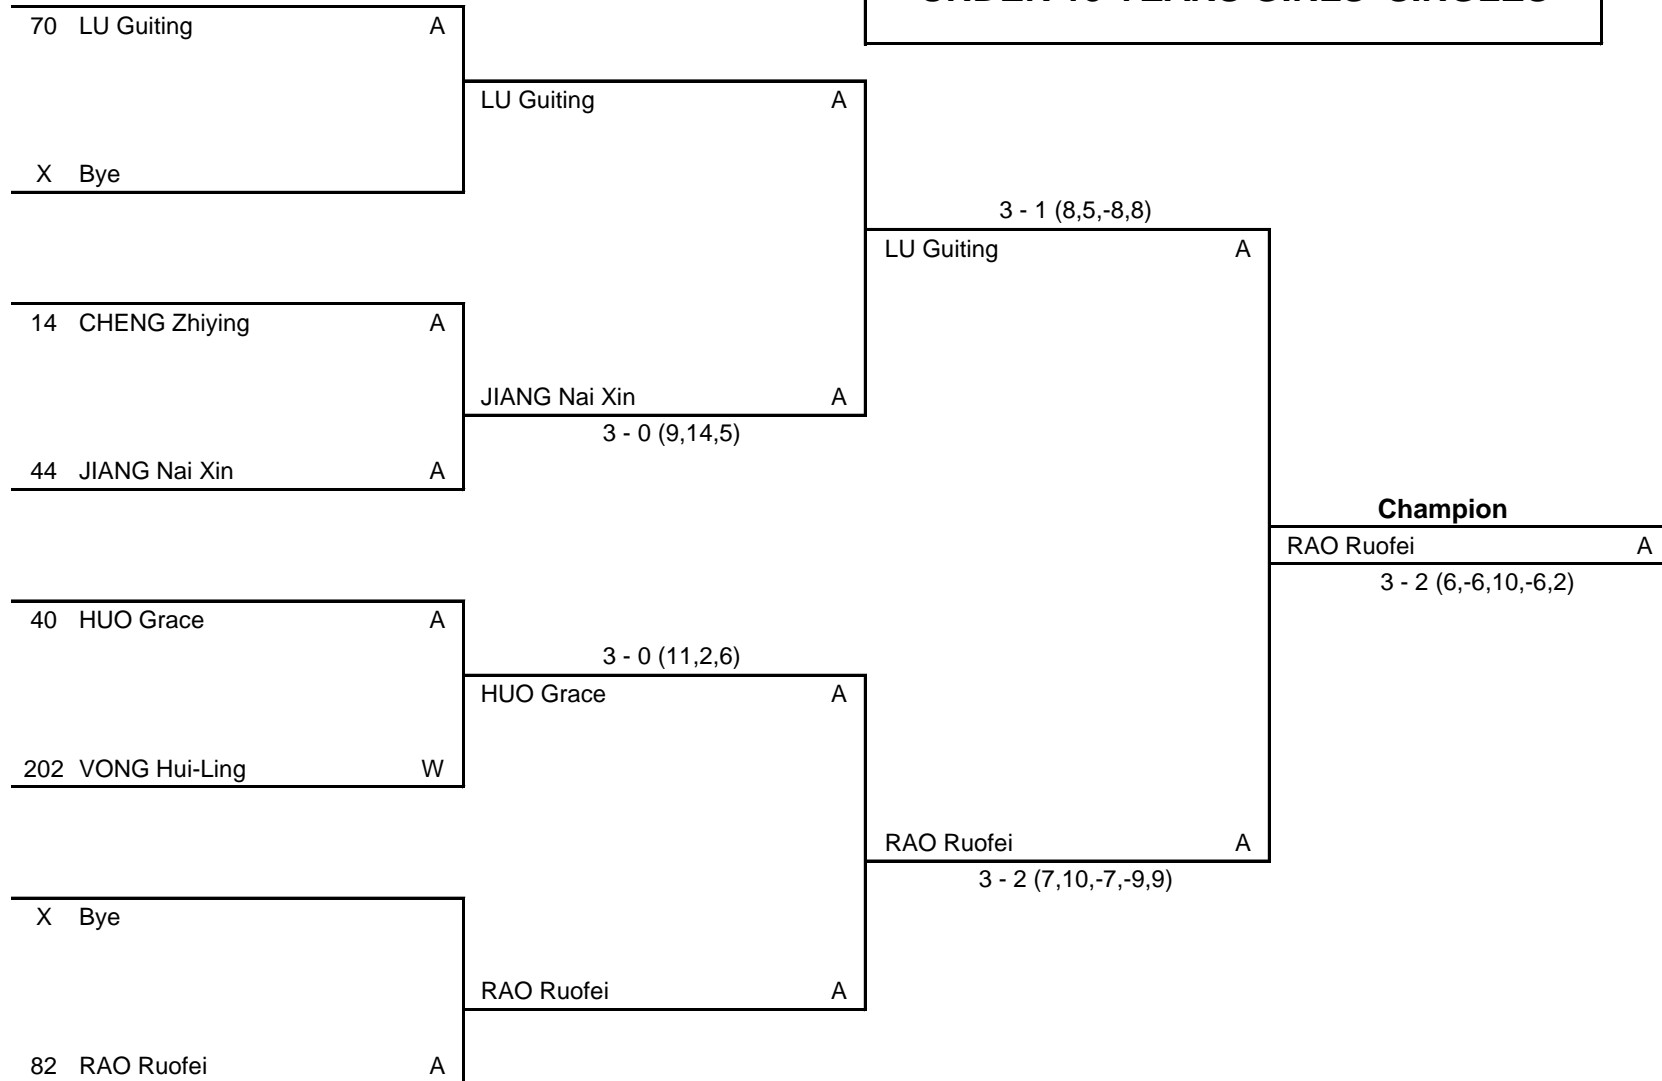 70 LU Guiting A
LU Guiting A
X Bye
3 - 1 (8,5,-8,8)
LU Guiting A
14 CHENG Zhiying A
JIANG Nai Xin A
3 - 0 (9,14,5)
44 JIANG Nai Xin A
Champion
RAO Ruofei A
3 - 2 (6,-6,10,-6,2)
40 HUO Grace A
3 - 0 (11,2,6)
HUO Grace A
202 VONG Hui-Ling W
RAO Ruofei A
3 - 2 (7,10,-7,-9,9)
X Bye
RAO Ruofei A
82 RAO Ruofei A